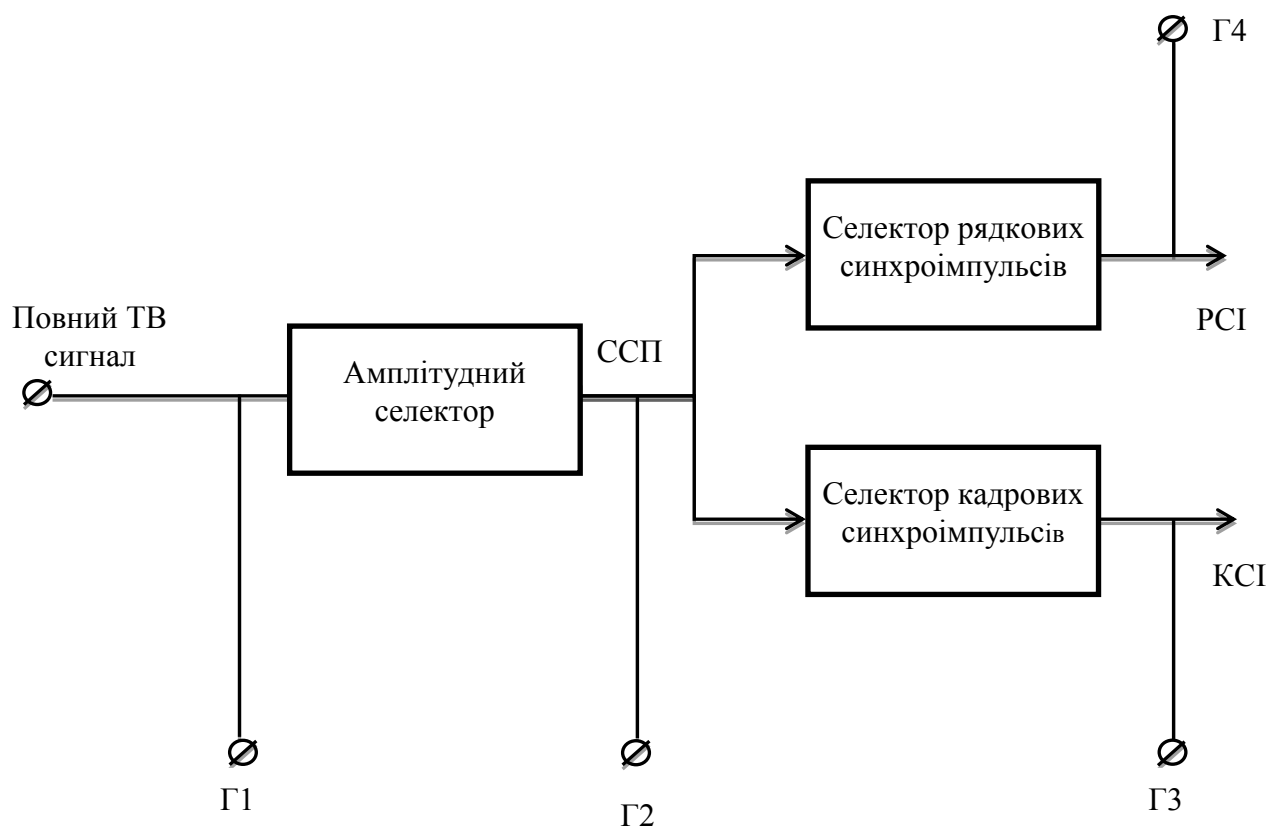 Г4
Селектор рядкових
синхроімпульсів
РСІ
Повний ТВ
сигнал
Амплітудний
селектор
ССП
Селектор кадрових
синхроімпульсів
КСІ
Г1
Г2
Г3